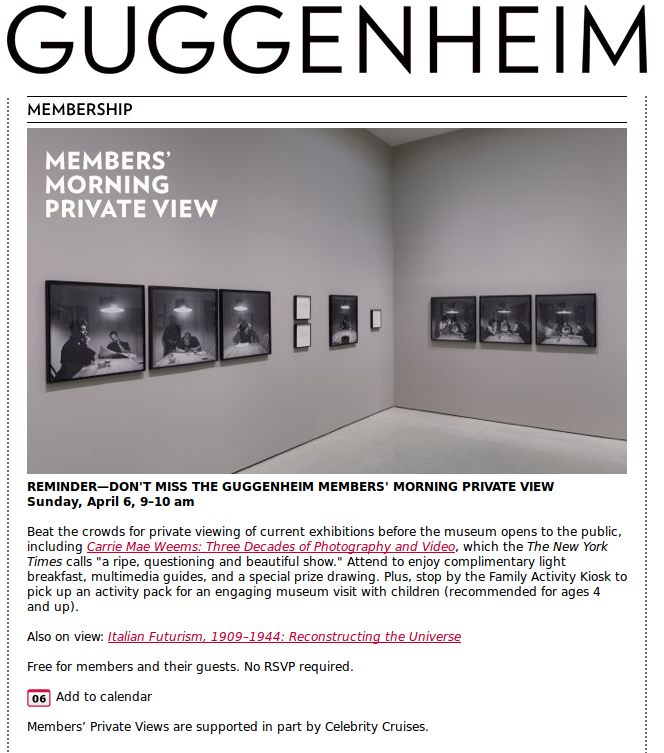 GUGGENHEIM
MEMBERSHIP
MEMBERS’
MORNING
PRIVATE VIEW
REMINDER—DON'T MISS THE GUGGENHEIM MEMBERS' MORNING PRIVATE VIEW
Sunday, April 6, 9–10 am
Beat the crowds for private viewing of current exhibitions before the museum opens to the public,
including Carrie Mae Weems: Three Decades of Photography and Video, which the The New York
Times calls "a ripe, questioning and beautiful show." Attend to enjoy complimentary light
breakfast, multimedia guides, and a special prize drawing. Plus, stop by the Family Activity Kiosk to
pick up an activity pack for an engaging museum visit with children (recommended for ages 4
and up).
Also on view: Italian Futurism, 1909–1944: Reconstructing the Universe
Free for members and their guests. No RSVP required.
06 Add to calendar
Members’ Private Views are supported in part by Celebrity Cruises.